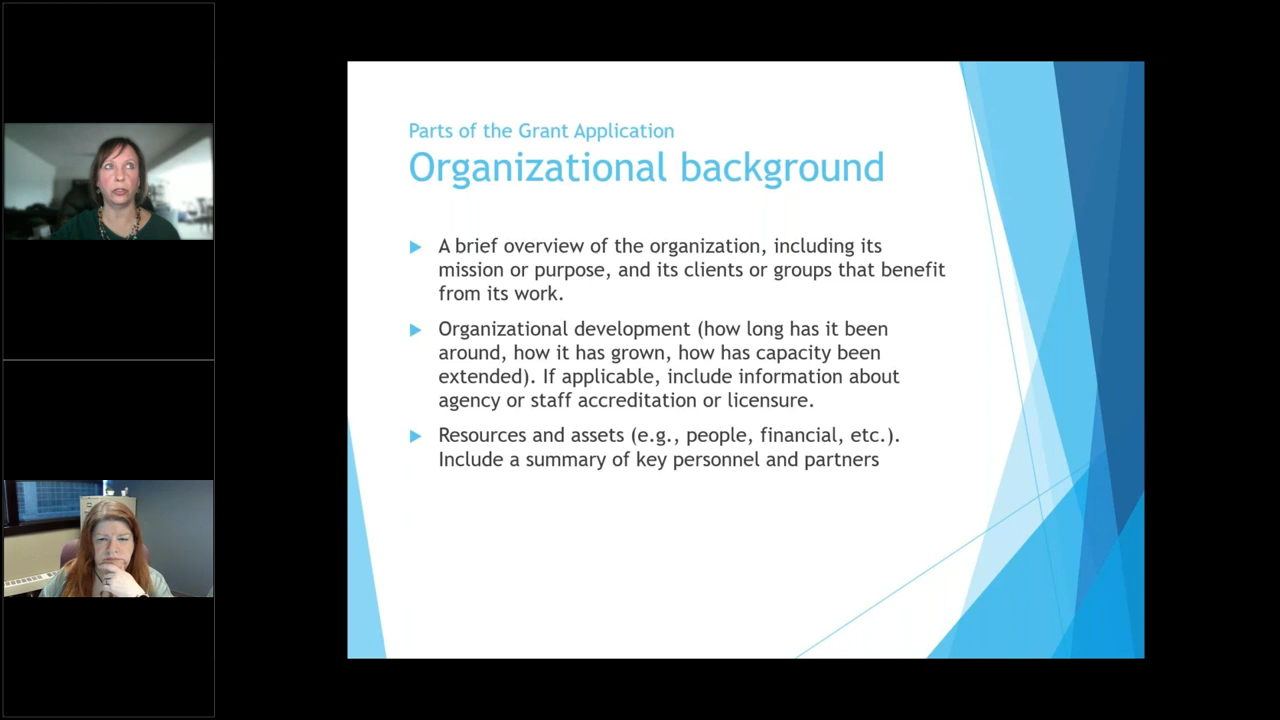 Parts of the Grant Application
Organizational background
A brief overview of the organization, including its
mission or purpose, and its clients or groups that benefit
from its work.
Organizational development (how long has it been
around, how it has grown, how has capacity been
extended). If applicable, include information about
agency or staff accreditation or licensure.
Resources and assets (e.g., people, financial, etc.).
Include a summary of key personnel and partners